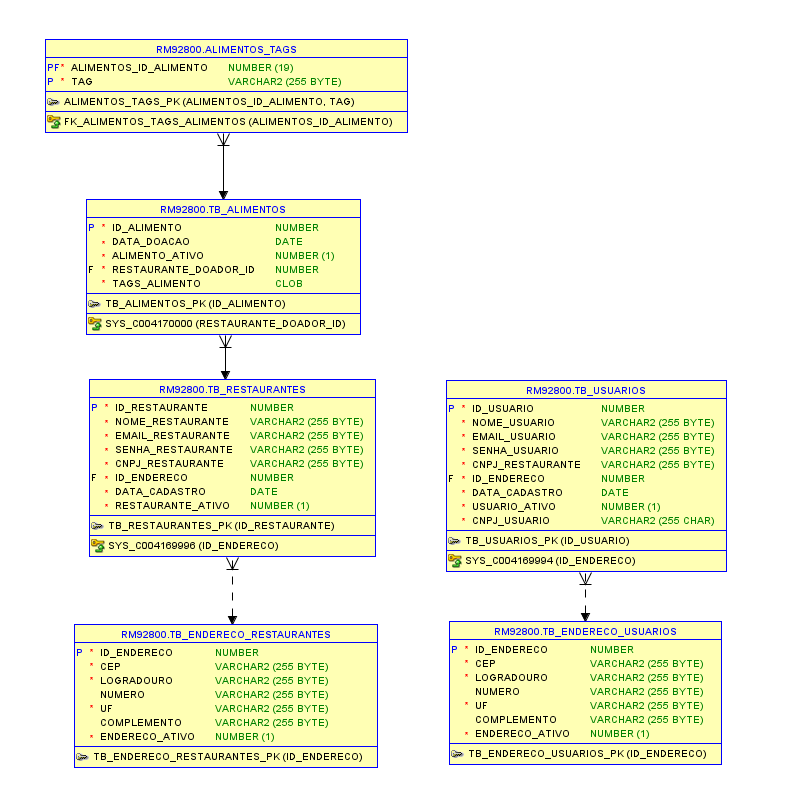 RM92800.ALIMENTOS_TAGS
PF* ALIMENTOS_ID_ALIMENTO NUMBER (19)
P * TAG VARCHAR2 (255 BYTE)
ALIMENTOS_TAGS_PK (ALIMENTOS_ID_ALIMENTO, TAG)
FK_ALIMENTOS_TAGS_ALIMENTOS (ALIMENTOS_ID_ALIMENTO)
RM92800.TB_ALIMENTOS
P * ID_ALIMENTO NUMBER
* DATA_DOACAO DATE
* ALIMENTO_ATIVO NUMBER (1)
F * RESTAURANTE_DOADOR_ID NUMBER
* TAGS_ALIMENTO CLOB
TB_ALIMENTOS_PK (ID_ALIMENTO)
SYS_C004170000 (RESTAURANTE_DOADOR_ID)
RM92800.TB_RESTAURANTES
P * ID_RESTAURANTE NUMBER
* NOME_RESTAURANTE VARCHAR2 (255 BYTE)
* EMAIL_RESTAURANTE VARCHAR2 (255 BYTE)
* SENHA_RESTAURANTE VARCHAR2 (255 BYTE)
* CNPJ_RESTAURANTE VARCHAR2 (255 BYTE)
F * ID_ENDERECO NUMBER
* DATA_CADASTRO DATE
* RESTAURANTE_ATIVO NUMBER (1)
TB_RESTAURANTES_PK (ID_RESTAURANTE)
SYS_C004169996 (ID_ENDERECO)
RM92800.TB_USUARIOS
P * ID_USUARIO NUMBER
* NOME_USUARIO VARCHAR2 (255 BYTE)
* EMAIL_USUARIO VARCHAR2 (255 BYTE)
* SENHA_USUARIO VARCHAR2 (255 BYTE)
* CNPJ_RESTAURANTE VARCHAR2 (255 BYTE)
F * ID_ENDERECO NUMBER
* DATA_CADASTRO DATE
* USUARIO_ATIVO NUMBER (1)
* CNPJ_USUARIO VARCHAR2 (255 CHAR)
TB_USUARIOS_PK (ID_USUARIO)
SYS_C004169994 (ID_ENDERECO)
RM92800.TB_ENDERECO_RESTAURANTES
P * ID_ENDERECO NUMBER
* CEP VARCHAR2 (255 BYTE)
* LOGRADOURO VARCHAR2 (255 BYTE)
NUMERO VARCHAR2 (255 BYTE)
* UF VARCHAR2 (255 BYTE)
COMPLEMENTO VARCHAR2 (255 BYTE)
* ENDERECO_ATIVO NUMBER (1)
TB_ENDERECO_RESTAURANTES_PK (ID_ENDERECO)
RM92800.TB_ENDERECO_USUARIOS
P * ID_ENDERECO NUMBER
* CEP VARCHAR2 (255 BYTE)
* LOGRADOURO VARCHAR2 (255 BYTE)
NUMERO VARCHAR2 (255 BYTE)
* UF VARCHAR2 (255 BYTE)
COMPLEMENTO VARCHAR2 (255 BYTE)
* ENDERECO_ATIVO NUMBER (1)
TB_ENDERECO_USUARIOS_PK (ID_ENDERECO)